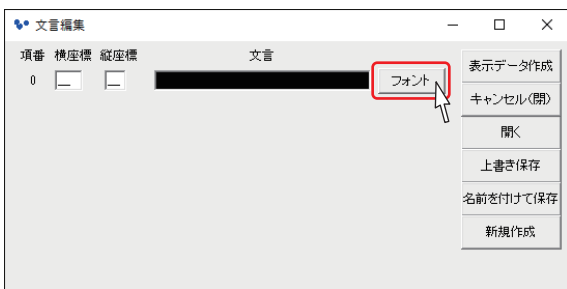 文言編集
項番 横座標 縦座標 文言
0 フォント
表示データ作成
キャンセル(閉)
開く
上書き保存
名前を付けて保存
新規作成